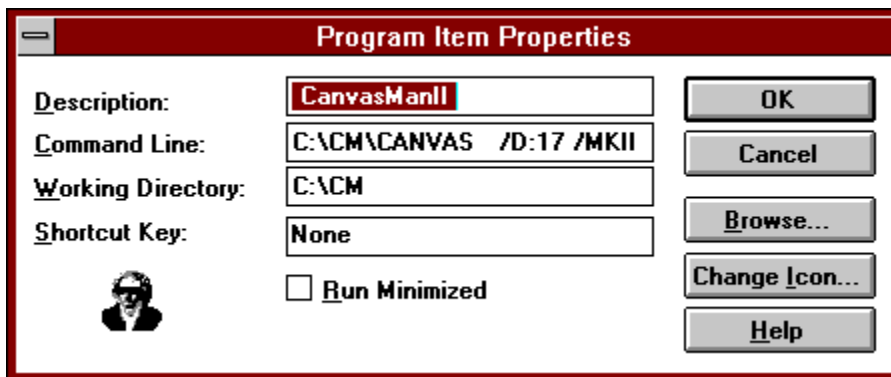 Program Item Properties
Description: CanvasManII OK
Command Line: C:\CM\CANVAS /D:17 /MKII Cancel
Working Directory: C:\CM
Shortcut Key: None Browse...
Run Minimized Change Icon...
Help